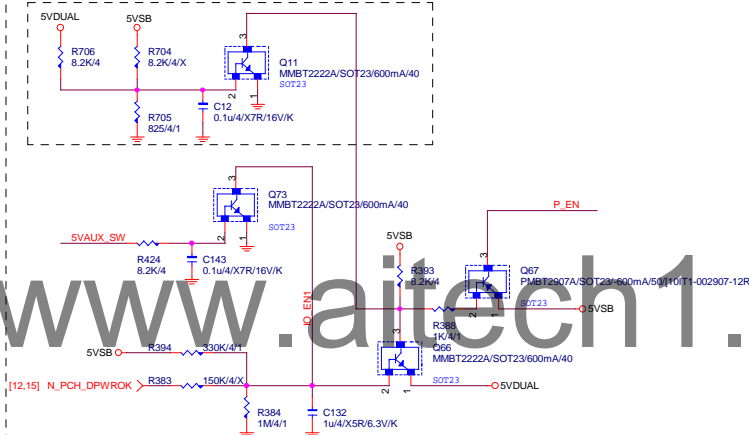 5VDUAL
5VSB
R706
8.2K/4
R704
8.2K/4/X
3
Q11
MMBT2222A/SOT23/600mA/40
SOT23
2
1
R705
825/4/1
C12
0.1u/4/X7R/16V/K
3
Q73
MMBT2222A/SOT23/600mA/40
SOT23
2
1
P_EN
5VAUX_SW
R424
8.2K/4
C143
0.1u/4/X7R/16V/K
5VSB
R393
8.2K/4
3
Q67
PMBT2907A/SOT23/-600mA/50/[10IT1-002907-12R
SOT23
2
1
5VSB
www.aitech1.
R388
1K/4/1
3
Q66
MMBT2222A/SOT23/600mA/40
SOT23
2
1
5VDUAL
5VSB
R394
330K/4/1
[12,15] N_PCH_DPWROK
R383
150K/4/X
R384
1M/4/1
C132
1u/4/X5R/6.3V/K